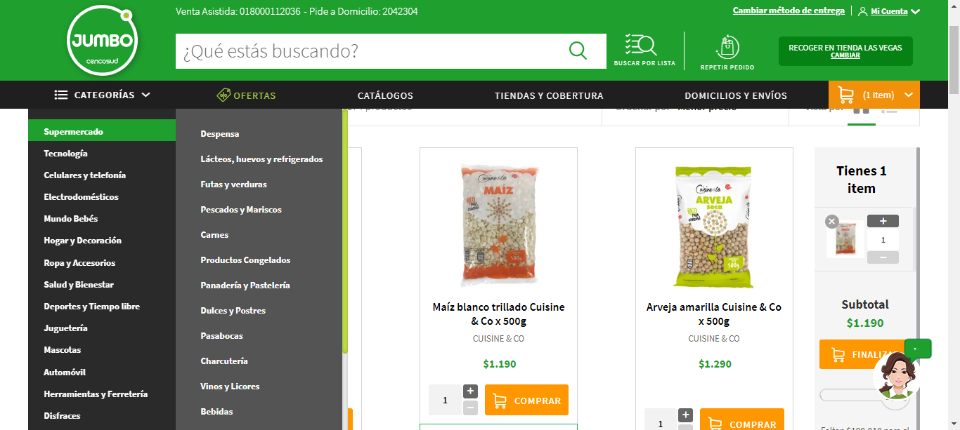 Venta Asistida: 018000112036 - Pide a Domicilio: 2042304
Cambiar método de entrega
Mi Cuenta
JUMBO
cencosud
¿Qué estás buscando?
BUSCAR POR LISTA
REPETIR PEDIDO
RECOGER EN TIENDA LAS VEGAS
CAMBIAR
CATEGORÍAS
OFERTAS
CATÁLOGOS
TIENDAS Y COBERTURA
DOMICILIOS Y ENVÍOS
(1 item)
Supermercado
Tecnología
Celulares y telefonía
Electrodomésticos
Mundo Bebés
Hogar y Decoración
Ropa y Accesorios
Salud y Bienestar
Deportes y Tiempo libre
Juguetería
Mascotas
Automóvil
Herramientas y Ferretería
Disfraces
Despensa
Lácteos, huevos y refrigerados
Futas y verduras
Pescados y Mariscos
Carnes
Productos Congelados
Panadería y Pastelería
Dulces y Postres
Pasabocas
Charcutería
Vinos y Licores
Bebidas
MAÍZ
Maíz blanco trillado Cuisine
& Co x 500g
CUISINE & CO
$1.190
1
+
−
COMPRAR
ARVEJA
seca
Arveja amarilla Cuisine & Co
x 500g
CUISINE & CO
$1.290
1
+
COMPRAR
Tienes 1
item
+
1
−
Subtotal
$1.190
FINALIZA